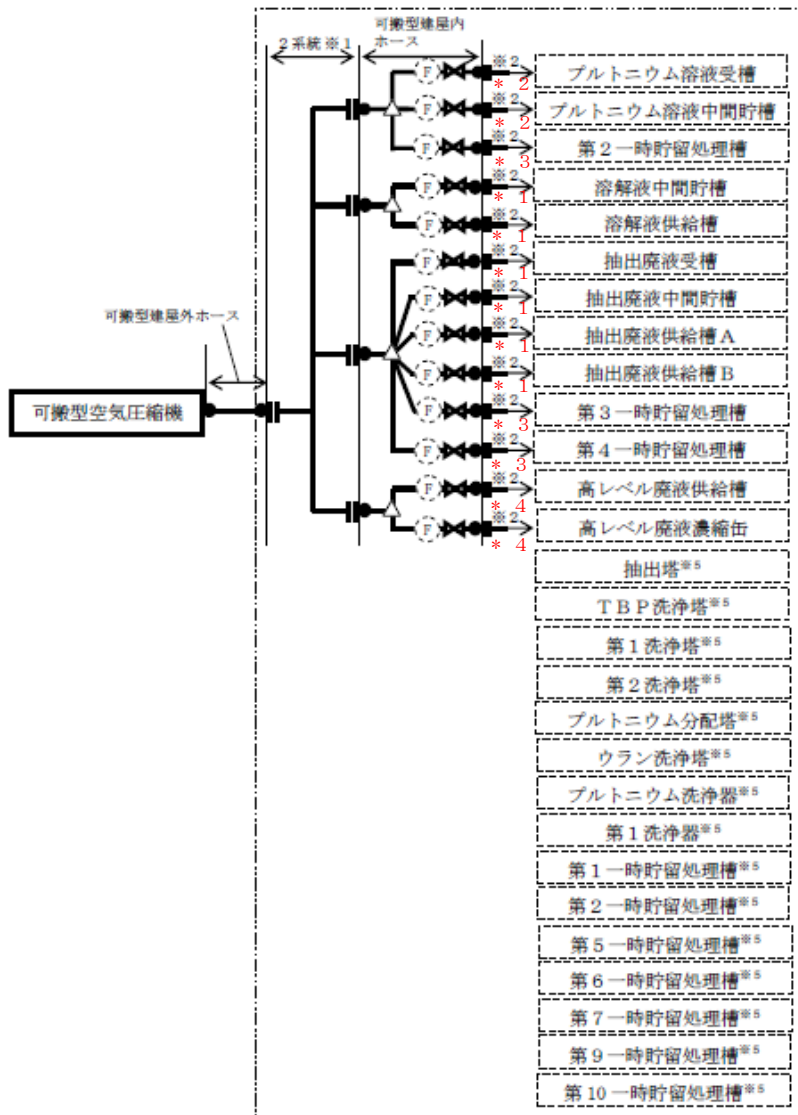 可搬型建屋内
ホース
2系統 ※1
※2
* 2
プルトニウム溶液受槽
※2
* 2
プルトニウム溶液中間貯槽
※2
* 3
第2一時貯留処理槽
※2
* 1
溶解液中間貯槽
※2
* 1
溶解液供給槽
※2
* 1
抽出廃液受槽
※2
* 1
抽出廃液中間貯槽
※2
* 1
抽出廃液供給槽A
※2
* 1
抽出廃液供給槽B
※2
* 3
第3一時貯留処理槽
※2
* 3
第4一時貯留処理槽
※2
* 4
高レベル廃液供給槽
※2
* 4
高レベル廃液濃縮缶
F
F
F
F
F
F
F
F
F
F
F
F
F
可搬型建屋外ホース
可搬型空気圧縮機
抽出塔※5
TBP洗浄塔※5
第1洗浄塔※5
第2洗浄塔※5
プルトニウム分配塔※5
ウラン洗浄塔※5
プルトニウム洗浄器※5
第1洗浄器※5
第1一時貯留処理槽※5
第2一時貯留処理槽※5
第5一時貯留処理槽※5
第6一時貯留処理槽※5
第7一時貯留処理槽※5
第9一時貯留処理槽※5
第10一時貯留処理槽※5